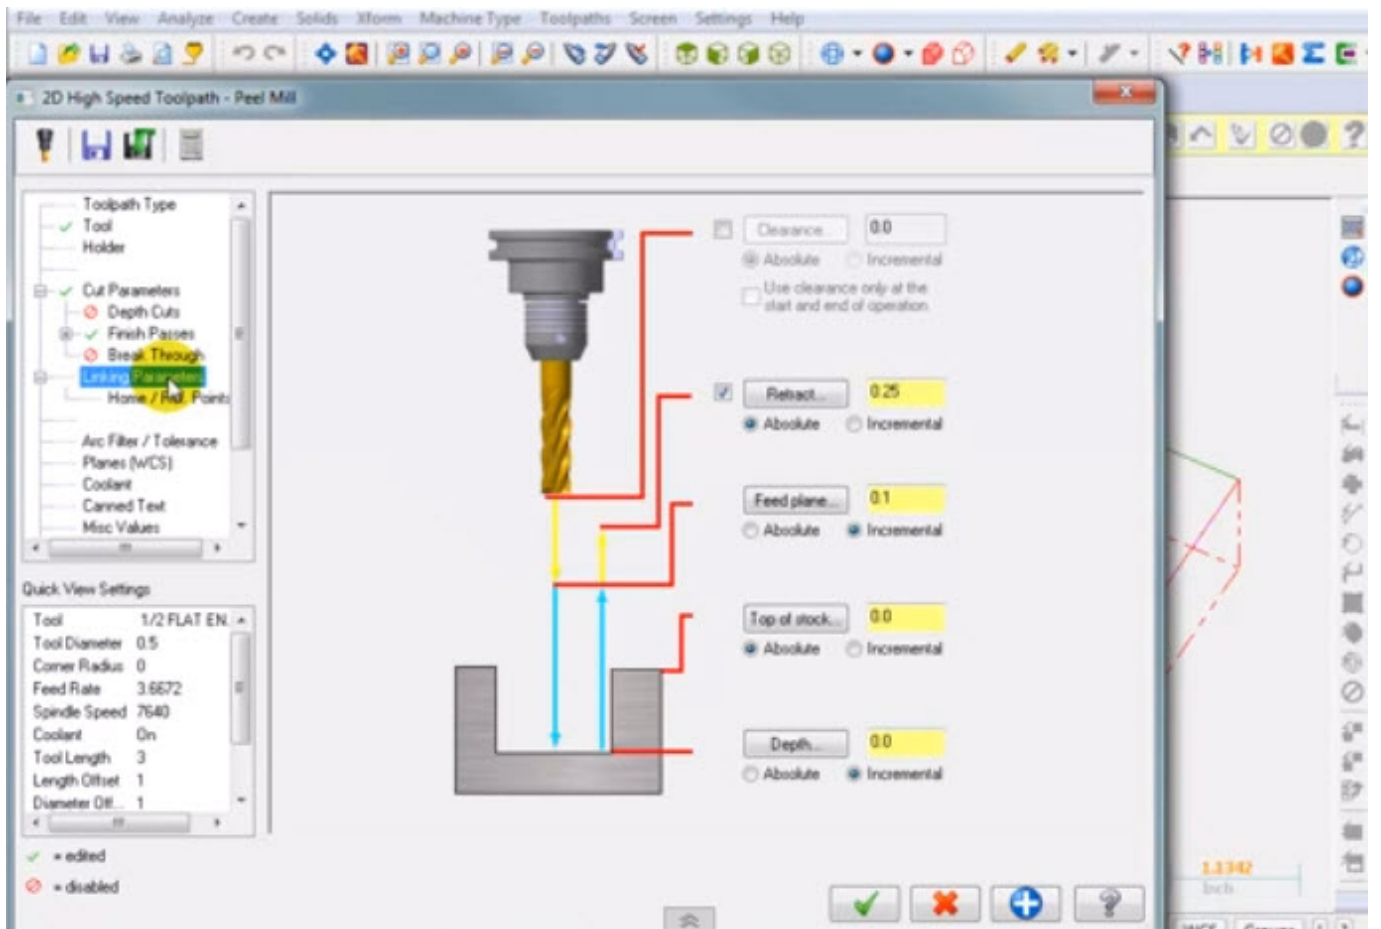 File Edit View Analyze Create Solids Xform Machine Type Toolpaths Screen Settings Help
2D High Speed Toolpath - Peel Mill
Toolpath Type
Tool
Holder
Cut Parameters
Depth Cuts
Finish Passes
Break Through
Linking Parameters
Home / Ref. Points
Arc Filter / Tolerance
Planes (WCS)
Coolant
Canned Text
Misc Values
Quick View Settings
Tool 1/2 FLAT EN.
Tool Diameter 0.5
Corner Radius 0
Feed Rate 3.6672
Spindle Speed 7640
Coolant On
Tool Length 3
Length Offset 1
Diameter Off... 1
= edited
= disabled
Clearance... 0.0
Absolute Incremental
Use clearance only at the
start and end of operation
Retract... 0.25
Absolute Incremental
Feed plane... 0.1
Absolute Incremental
Top of stock... 0.0
Absolute Incremental
Depth... 0.0
Absolute Incremental
1.1342
Inch
WCS